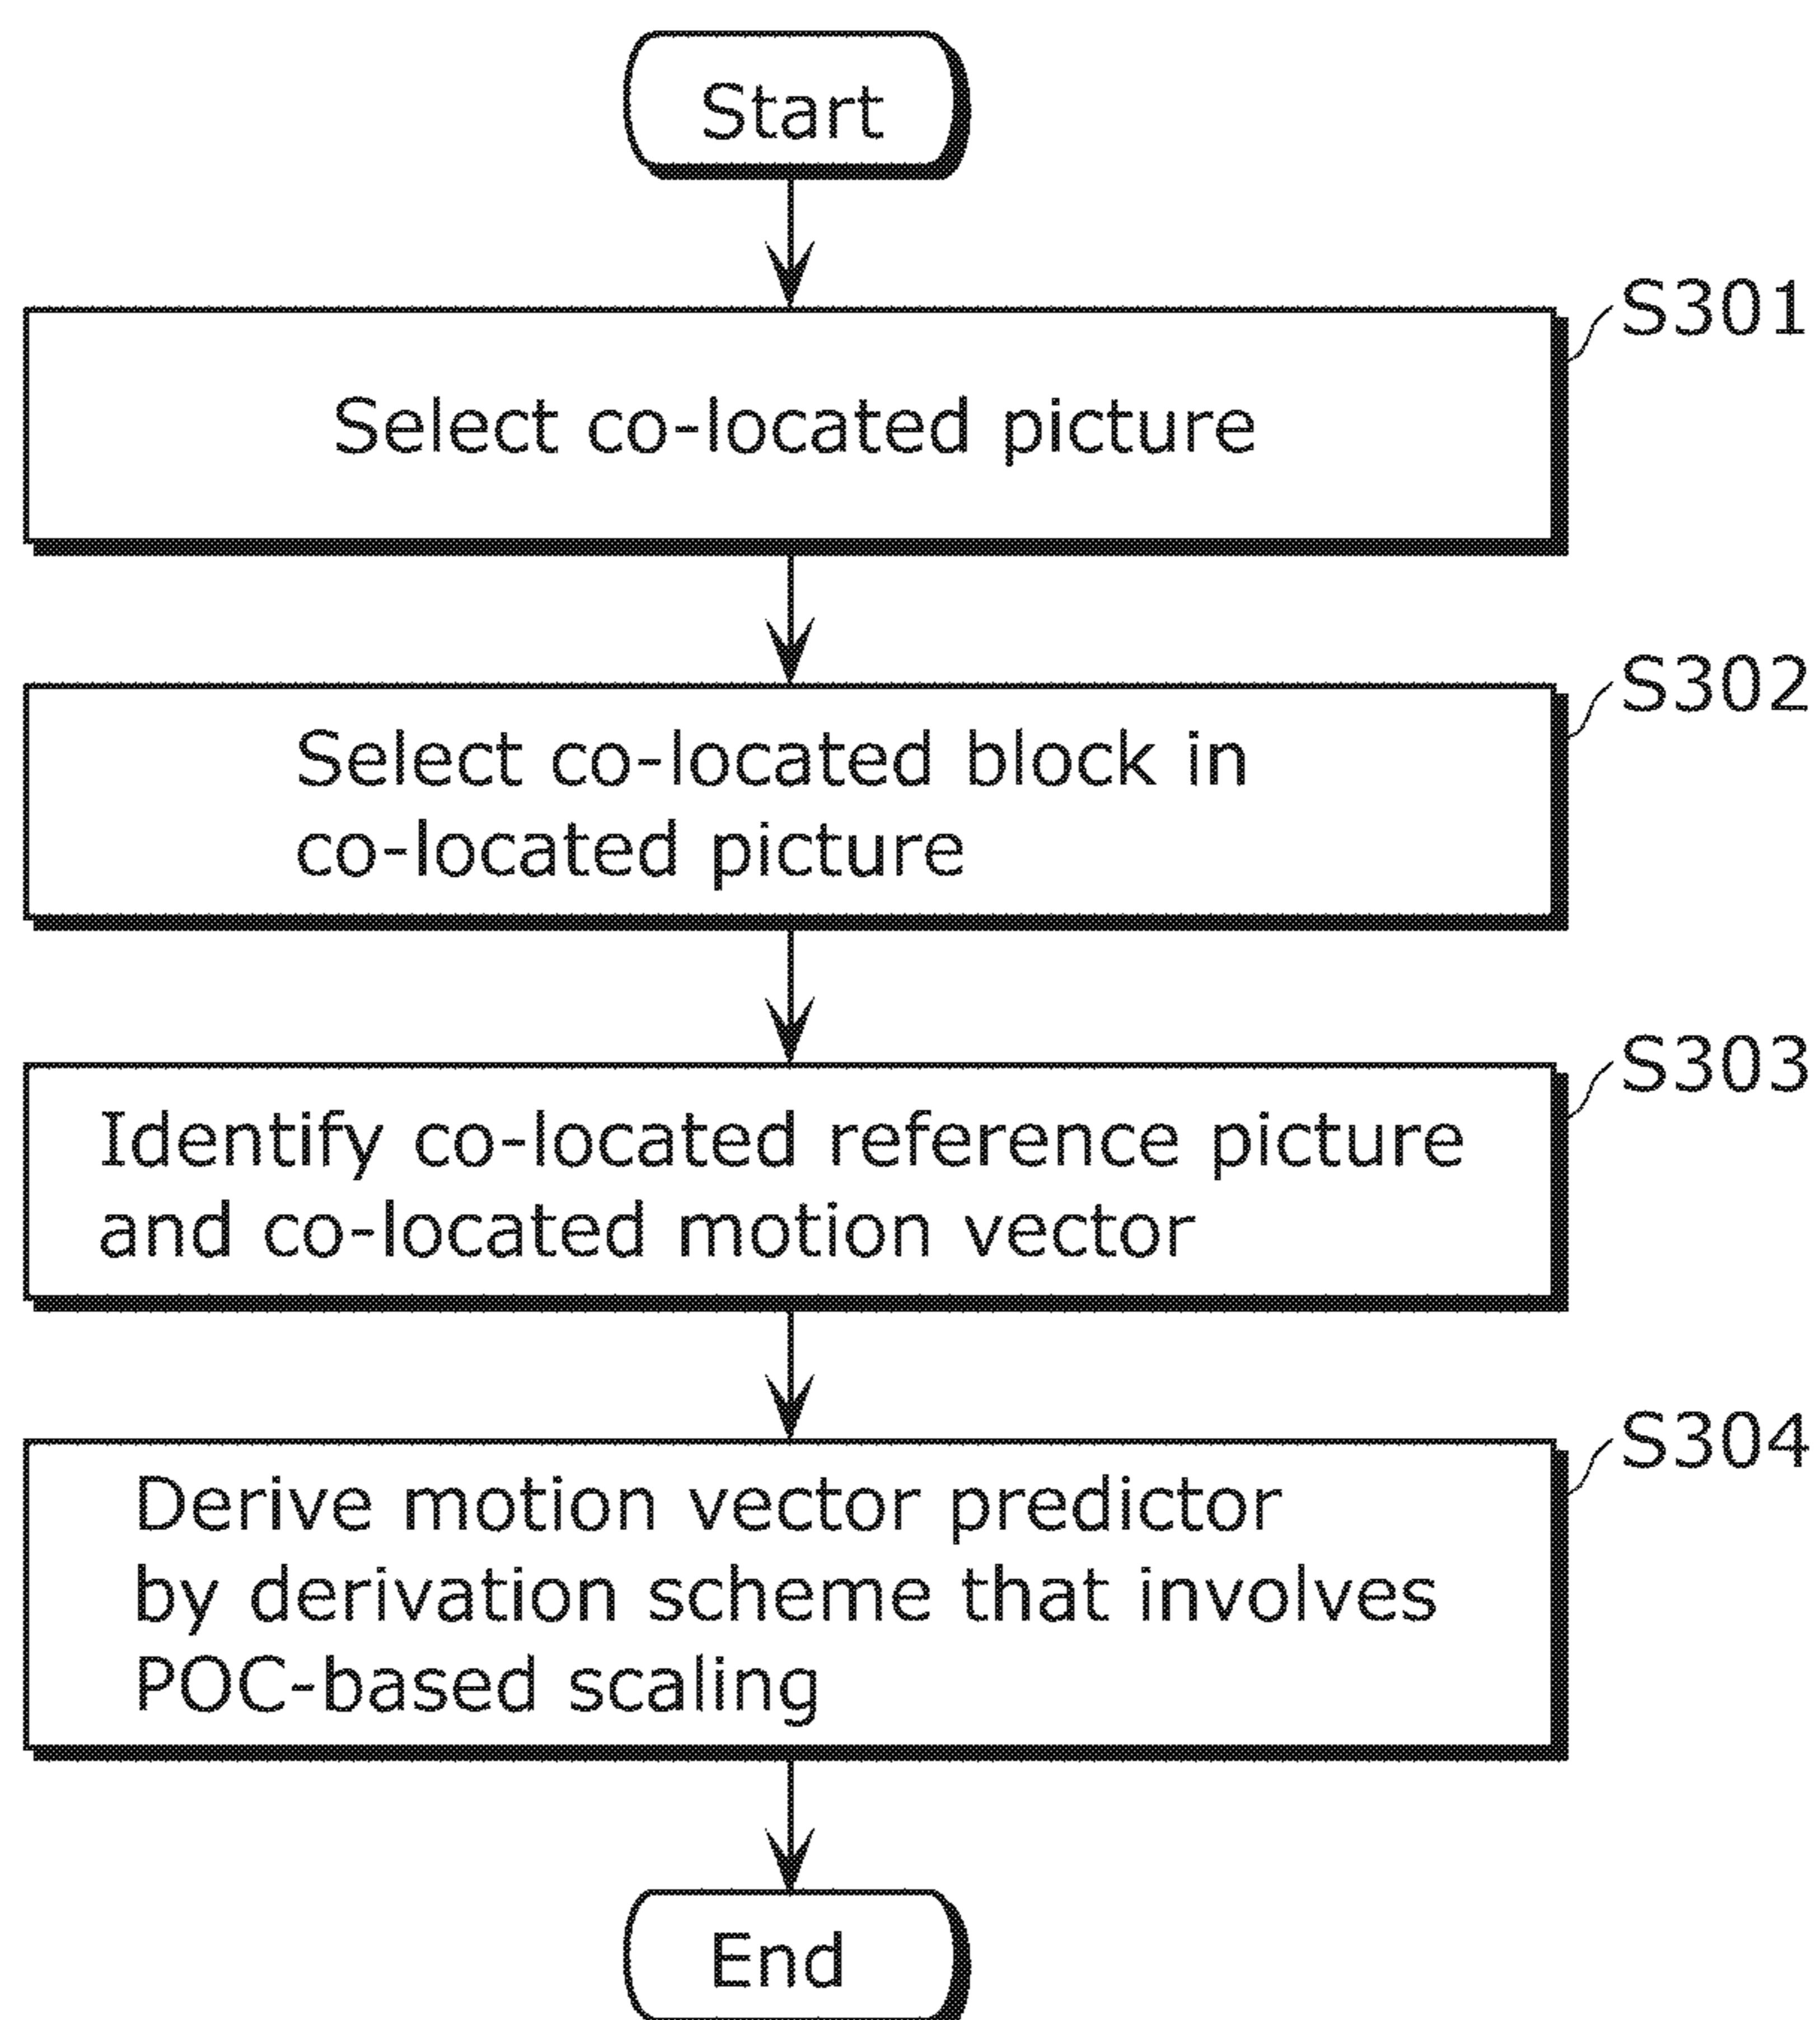 Start
S301
Select co-located picture
S302
Select co-located block in
co-located picture
S303
Identify co-located reference picture
and co-located motion vector
S304
Derive motion vector predictor
by derivation scheme that involves
POC-based scaling
End